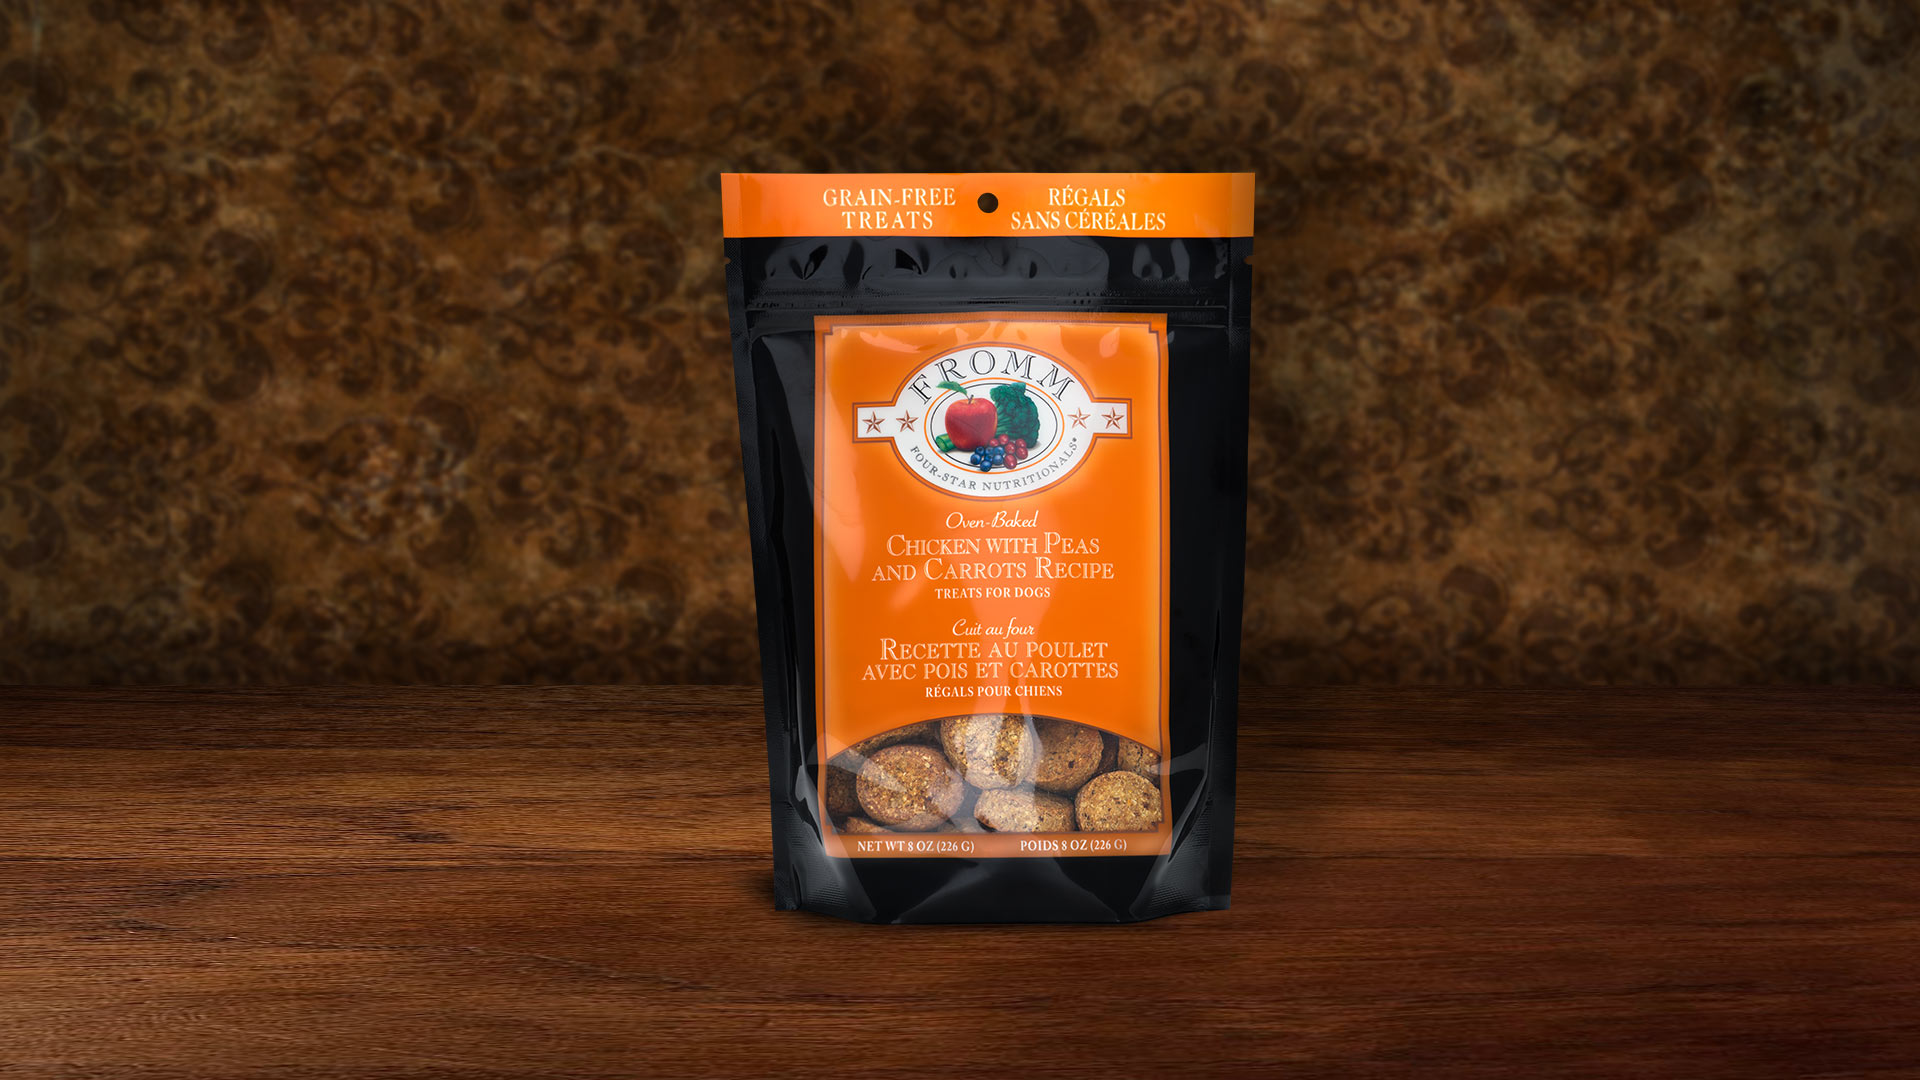 GRAIN-FREE
TREATS
RÉGALS
SANS CÉRÉALES
FROMM
FOUR-STAR NUTRITIONALS®
Oven-Baked
CHICKEN WITH PEAS
AND CARROTS RECIPE
TREATS FOR DOGS
Cuit au four
RECETTE AU POULET
AVEC POIS ET CAROTTES
RÉGALS POUR CHIENS
NET WT 8 OZ (226 G)
POIDS 8 OZ (226 G)